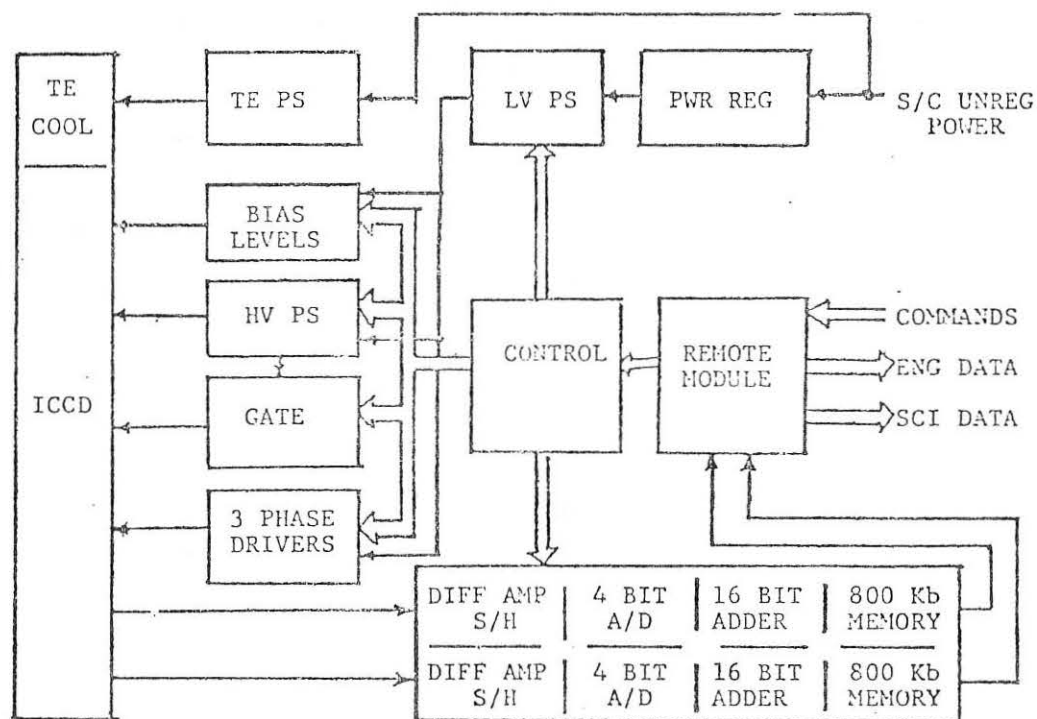 TE
COOL
TE PS
LV PS
PWR REG
S/C UNREG
POWER
BIAS
LEVELS
HV PS
CONTROL
REMOTE
MODULE
COMMANDS
ENG DATA
SCI DATA
ICCD
GATE
3 PHASE
DRIVERS
DIFF AMP
S/H
4 BIT
A/D
16 BIT
ADDER
800 Kb
MEMORY
DIFF AMP
S/H
4 BIT
A/D
16 BIT
ADDER
800 Kb
MEMORY